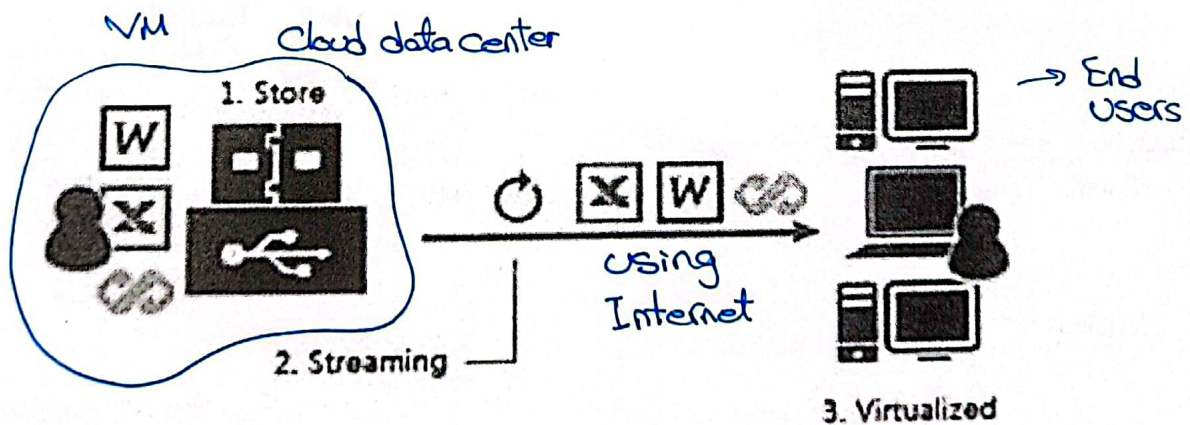 VM
Cloud data center
1. Store
W
X
2. Streaming
X W
using
Internet
→ End
users
3. Virtualized